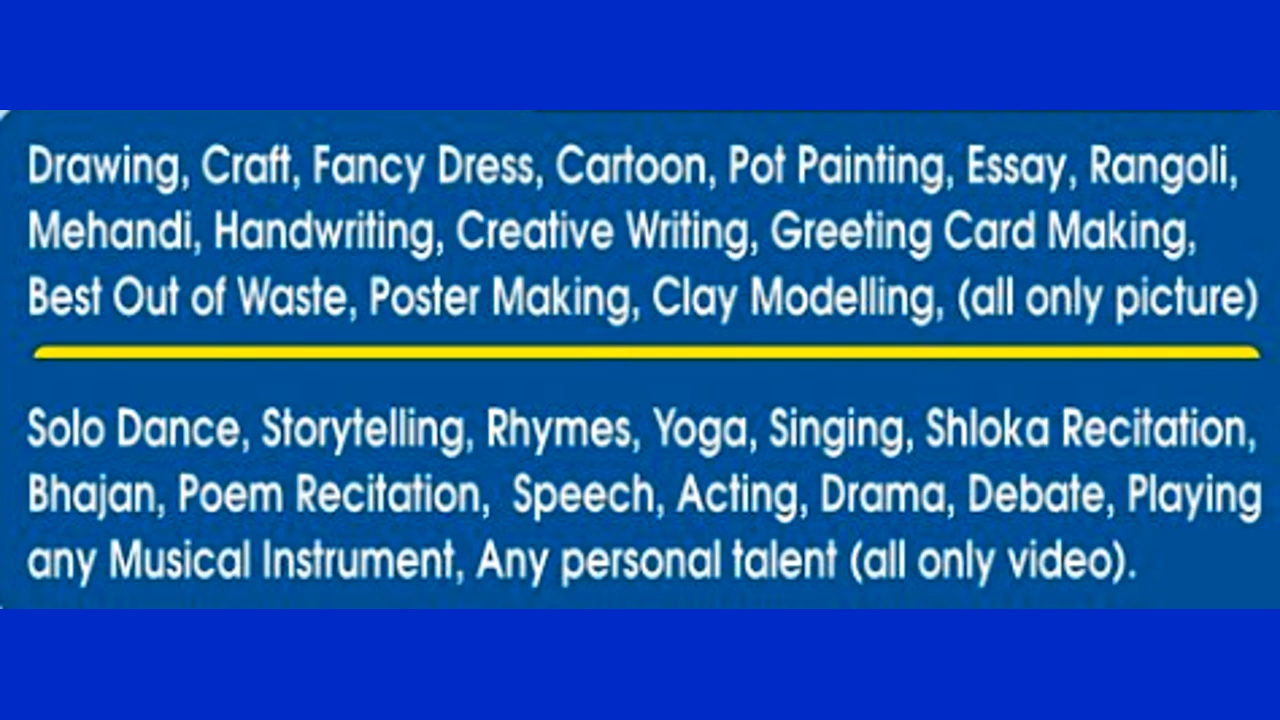 Drawing, Craft, Fancy Dress, Cartoon, Pot Painting, Essay, Rangoli,
Mehandi, Handwriting, Creative Writing, Greeting Card Making,
Best Out of Waste, Poster Making, Clay Modelling, (all only picture)
Solo Dance, Storytelling, Rhymes, Yoga, Singing, Shloka Recitation,
Bhajan, Poem Recitation, Speech, Acting, Drama, Debate, Playing
any Musical Instrument, Any personal talent (all only video).